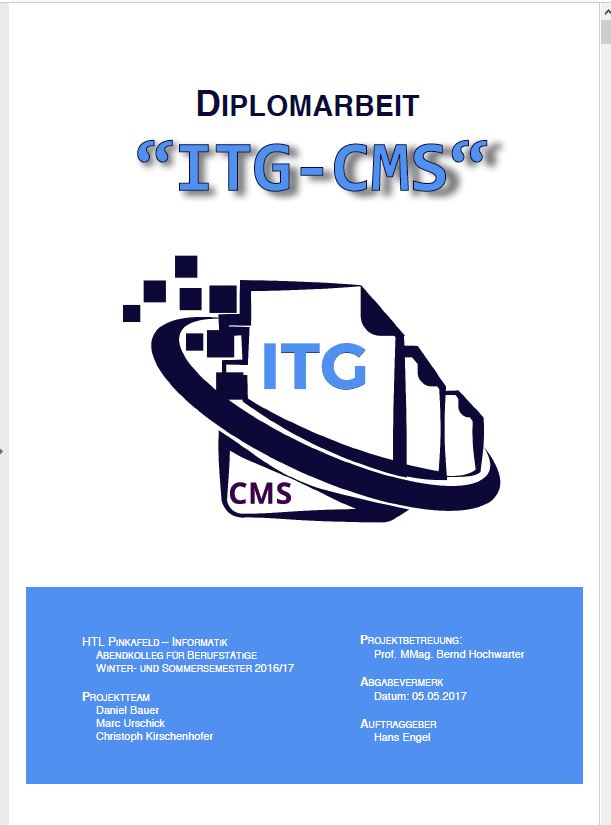 DIPLOMARBEIT
“ITG-CMS“
ITG
CMS
HTL PINKAFELD – INFORMATIK
ABENDKOLLEG FÜR BERUFSTÄTIGE
WINTER- UND SOMMERSEMESTER 2016/17
PROJEKTTEAM
Daniel Bauer
Marc Urschick
Christoph Kirschenhofer
PROJEKTBETREUUNG:
Prof. MMag. Bernd Hochwarter
ABGABEVERMERK
Datum: 05.05.2017
AUFTRAGGEBER
Hans Engel